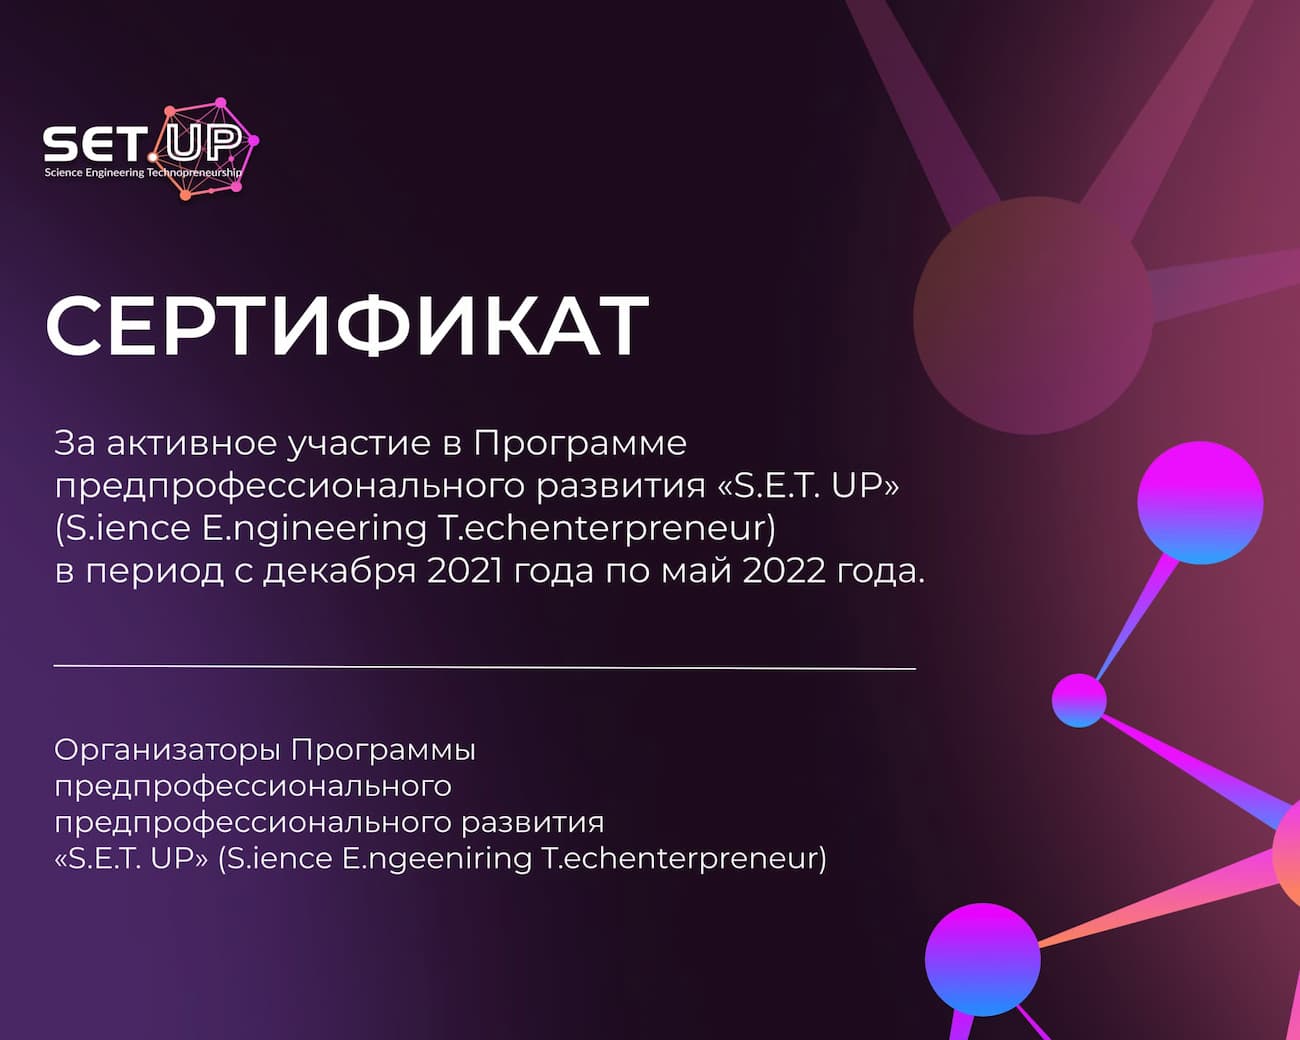 SET.UP
Science Engineering Technopreneurship
СЕРТИФИКАТ
За активное участие в Программе
предпрофессионального развития «S.E.T. UP»
(S.ience E.ngineering T.echenterpreneur)
в период с декабря 2021 года по май 2022 года.
Организаторы Программы
предпрофессионального
предпрофессионального развития
«S.E.T. UP» (S.ience E.ngeeniring T.echenterpreneur)